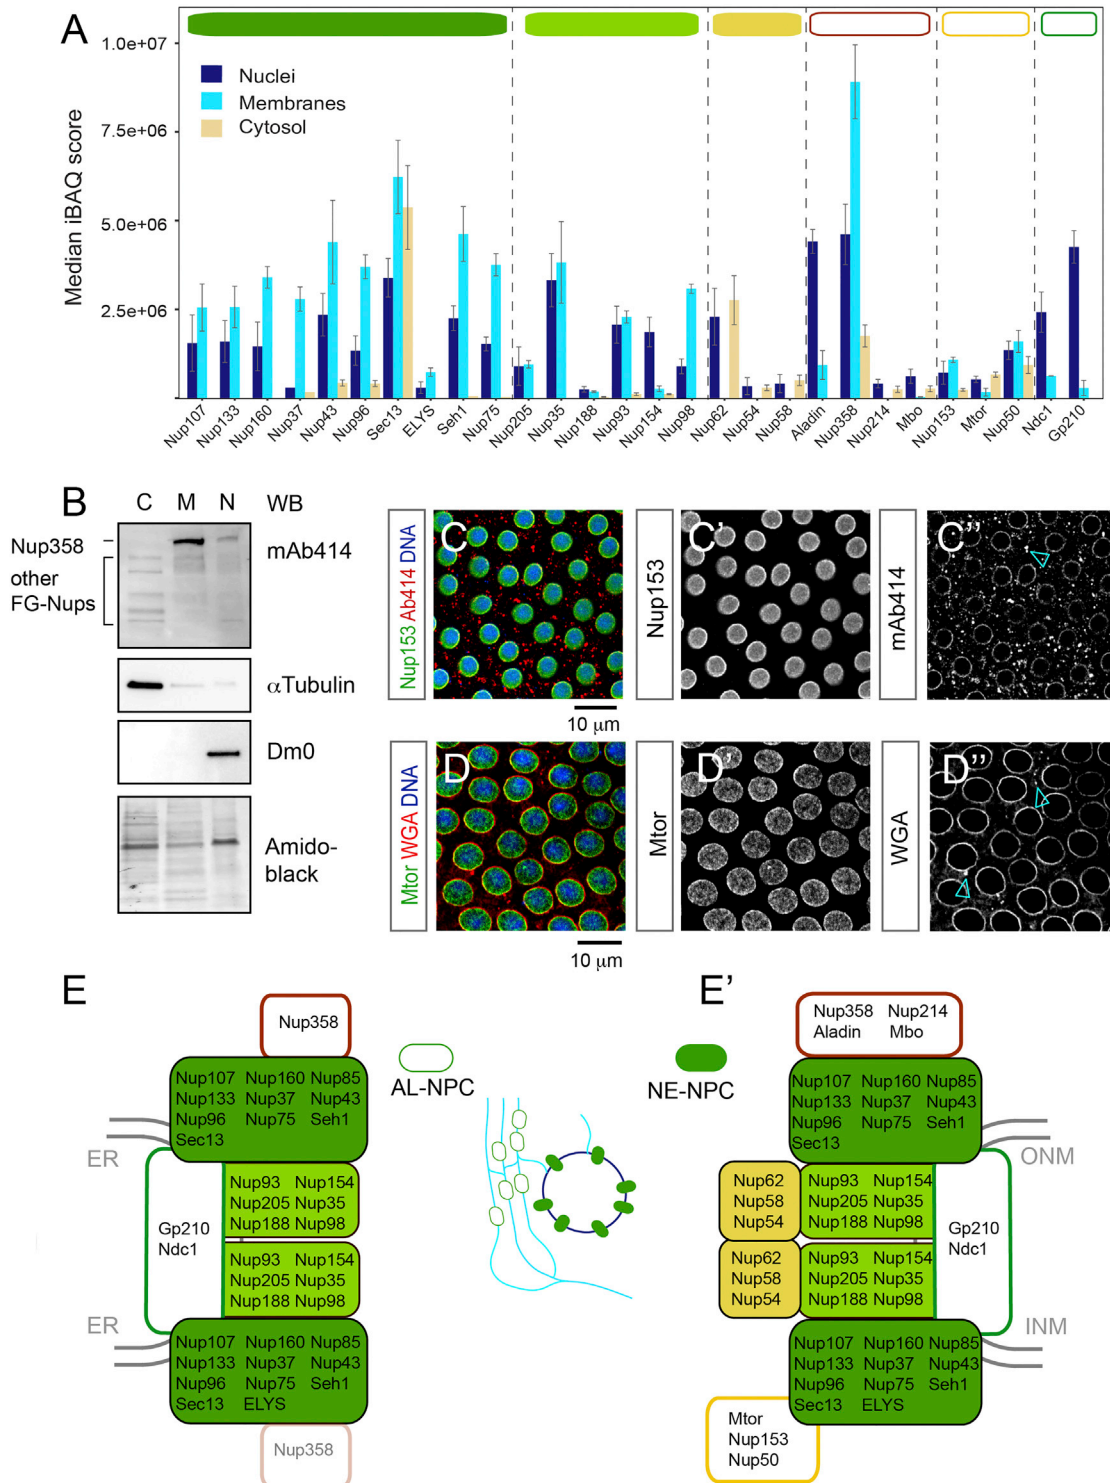 A
1.0e+07
7.5e+06
5.0e+06
2.5e+06
Median iBAQ score
Nuclei
Membranes
Cytosol
Nup107
Nup133
Nup160
Nup37
Nup43
Nup96
Sec13
ELYS
Seh1
Nup75
Nup205
Nup35
Nup188
Nup93
Nup154
Nup98
Nup62
Nup54
Nup58
Aladin
Nup358
Nup214
Mbo
Nup153
Mtor
Nup50
Ndc1
Gp210
B
C M N WB
Nup358
other
FG-Nups
mAb414
αTubulin
Dm0
Amido-
black
Nup153 Ab414 DNA
C
Nup153
C'
mAb414
C''
10 μm
Mtor WGA DNA
D
Mtor
D'
WGA
D''
10 μm
E
Nup358
Nup107 Nup160 Nup85
Nup133 Nup37 Nup43
Nup96 Nup75 Seh1
Sec13
ER
Nup93 Nup154
Nup205 Nup35
Nup188 Nup98
Gp210
Ndc1
Nup93 Nup154
Nup205 Nup35
Nup188 Nup98
ER
Nup107 Nup160 Nup85
Nup133 Nup37 Nup43
Nup96 Nup75 Seh1
Sec13 ELYS
Nup358
AL-NPC
NE-NPC
E'
Nup358 Nup214
Aladin Mbo
Nup107 Nup160 Nup85
Nup133 Nup37 Nup43
Nup96 Nup75 Seh1
Sec13
ONM
Nup62
Nup58
Nup54
Nup93 Nup154
Nup205 Nup35
Nup188 Nup98
Gp210
Ndc1
Nup62
Nup58
Nup54
Nup93 Nup154
Nup205 Nup35
Nup188 Nup98
INM
Nup107 Nup160 Nup85
Nup133 Nup37 Nup43
Nup96 Nup75 Seh1
Sec13 ELYS
Mtor
Nup153
Nup50